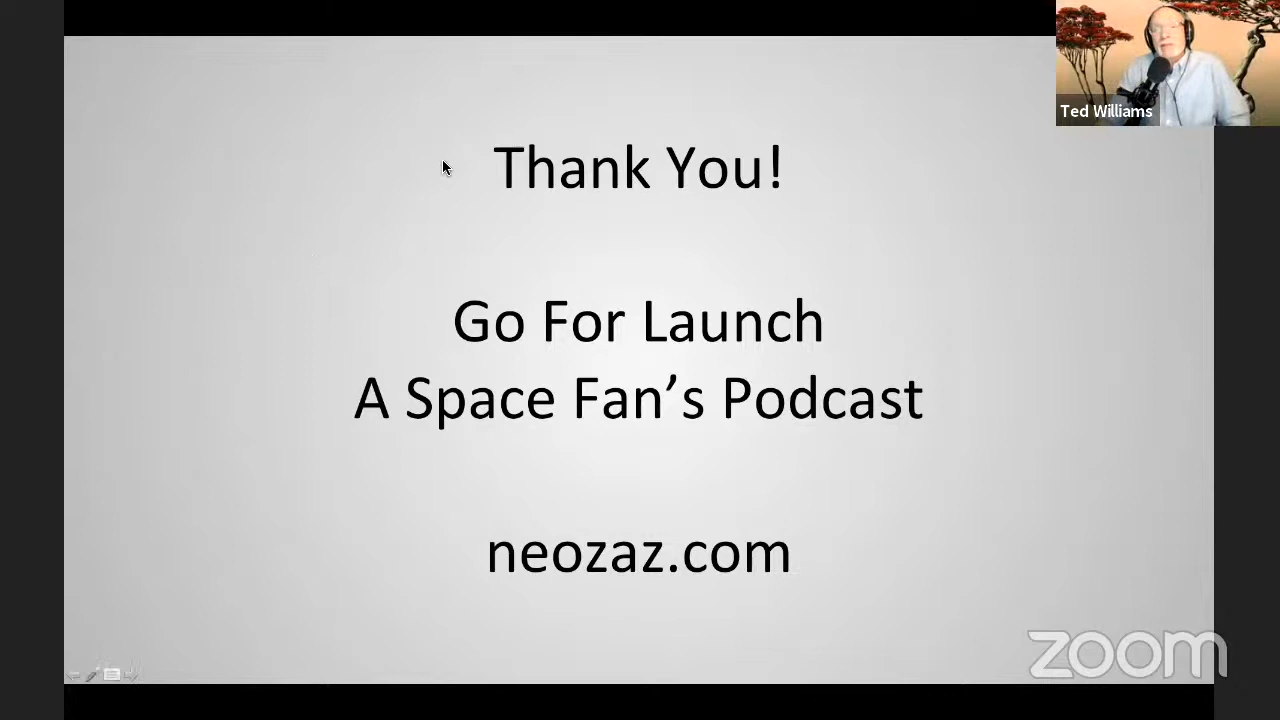 Thank You!
Go For Launch
A Space Fan’s Podcast
neozaz.com
Ted Williams
zoom